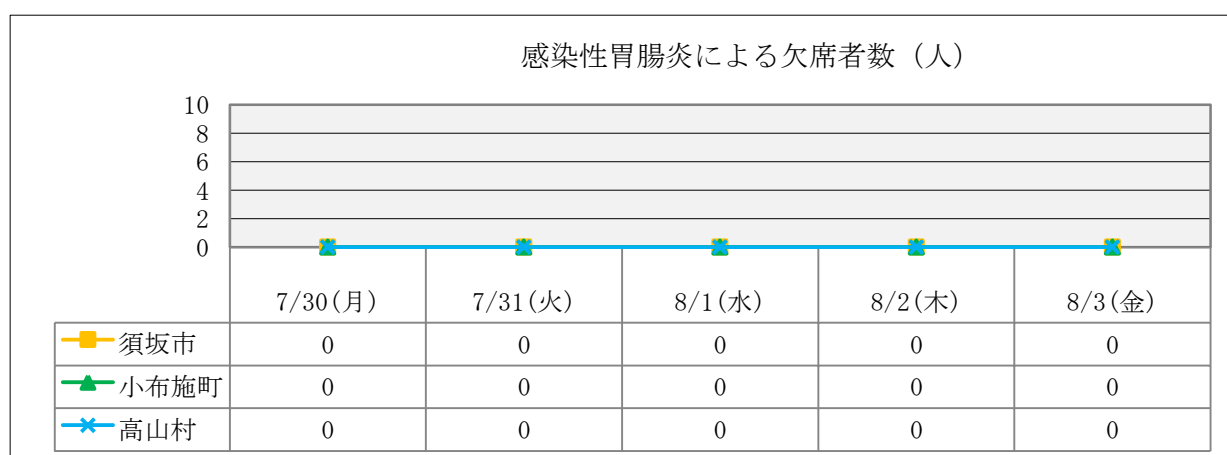 感染性胃腸炎による欠席者数（人）
10
8
6
4
2
0
7/30(月) 7/31(火) 8/1(水) 8/2(木) 8/3(金)
須坂市 0 0 0 0 0
小布施町 0 0 0 0 0
高山村 0 0 0 0 0